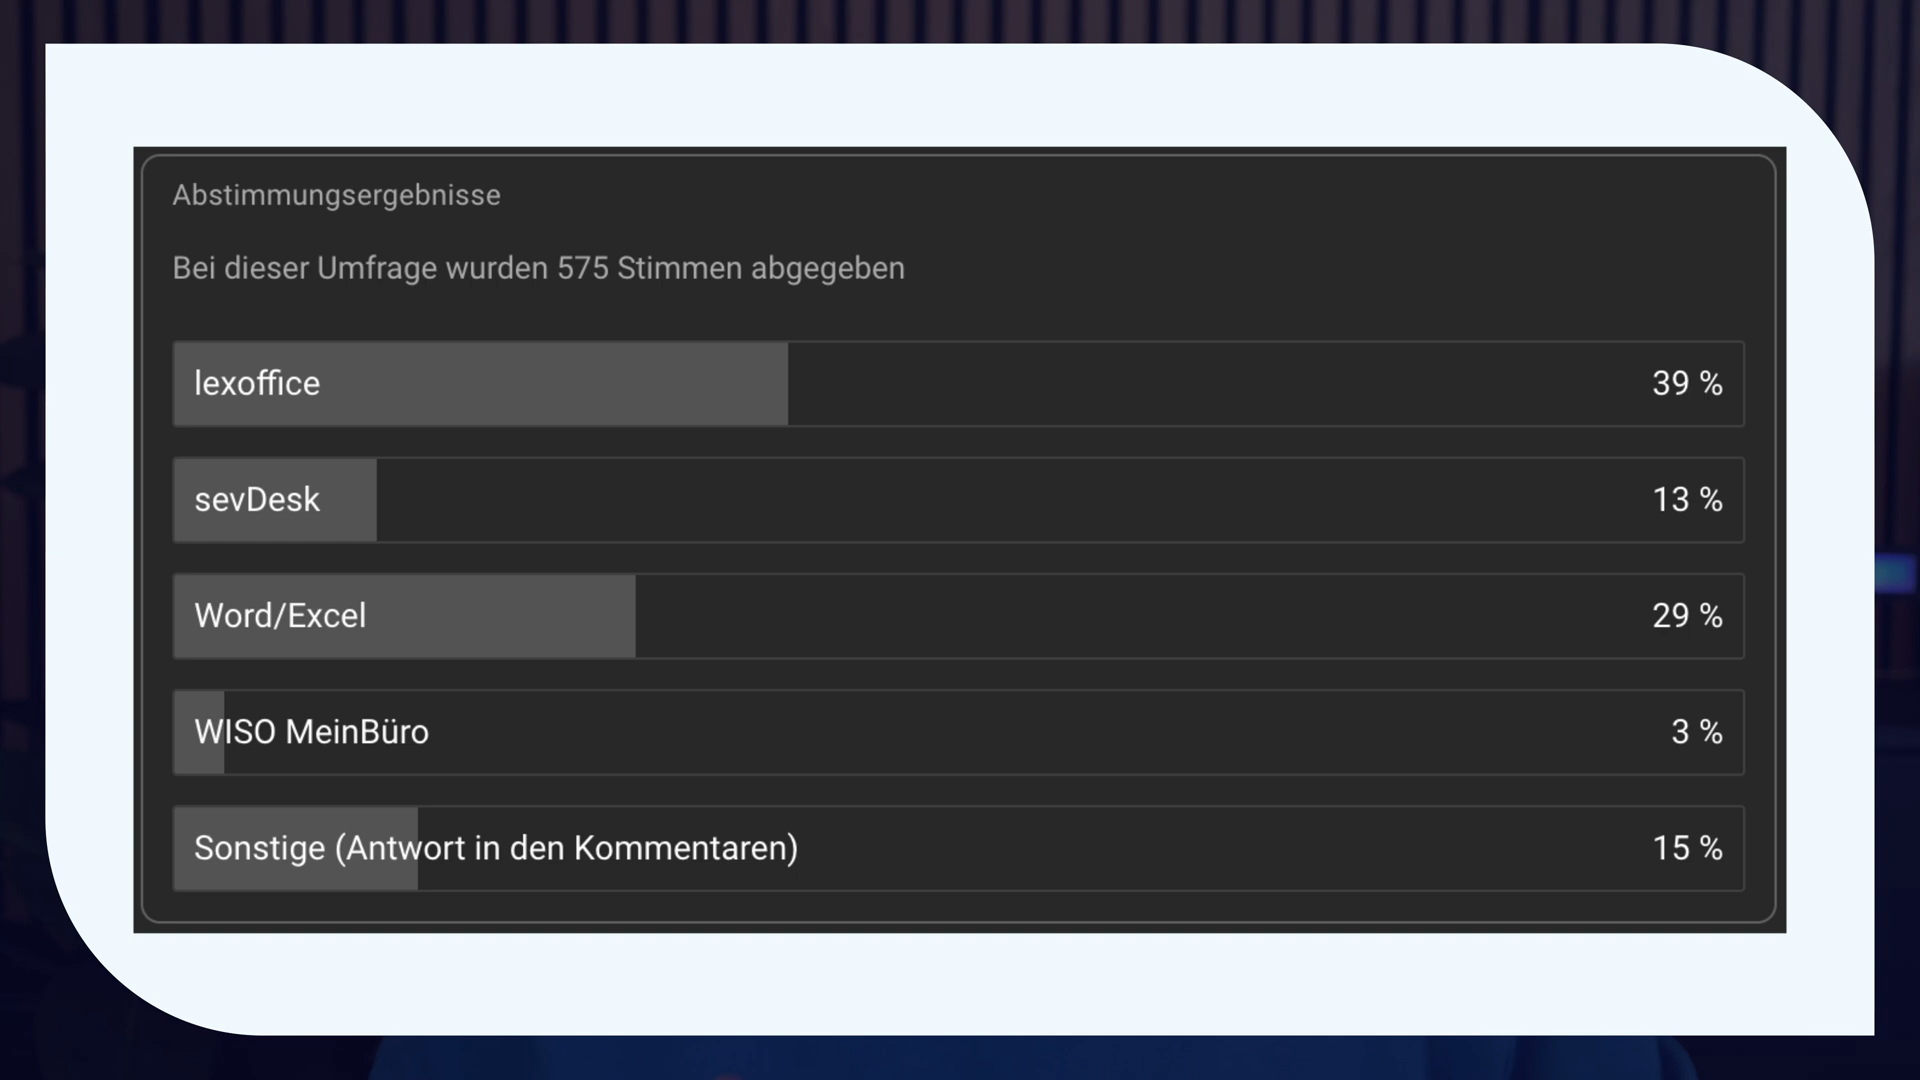 Abstimmungsergebnisse
Bei dieser Umfrage wurden 575 Stimmen abgegeben
lexoffice 39 %
sevDesk 13 %
Word/Excel 29 %
WISO MeinBüro 3 %
Sonstige (Antwort in den Kommentaren) 15 %